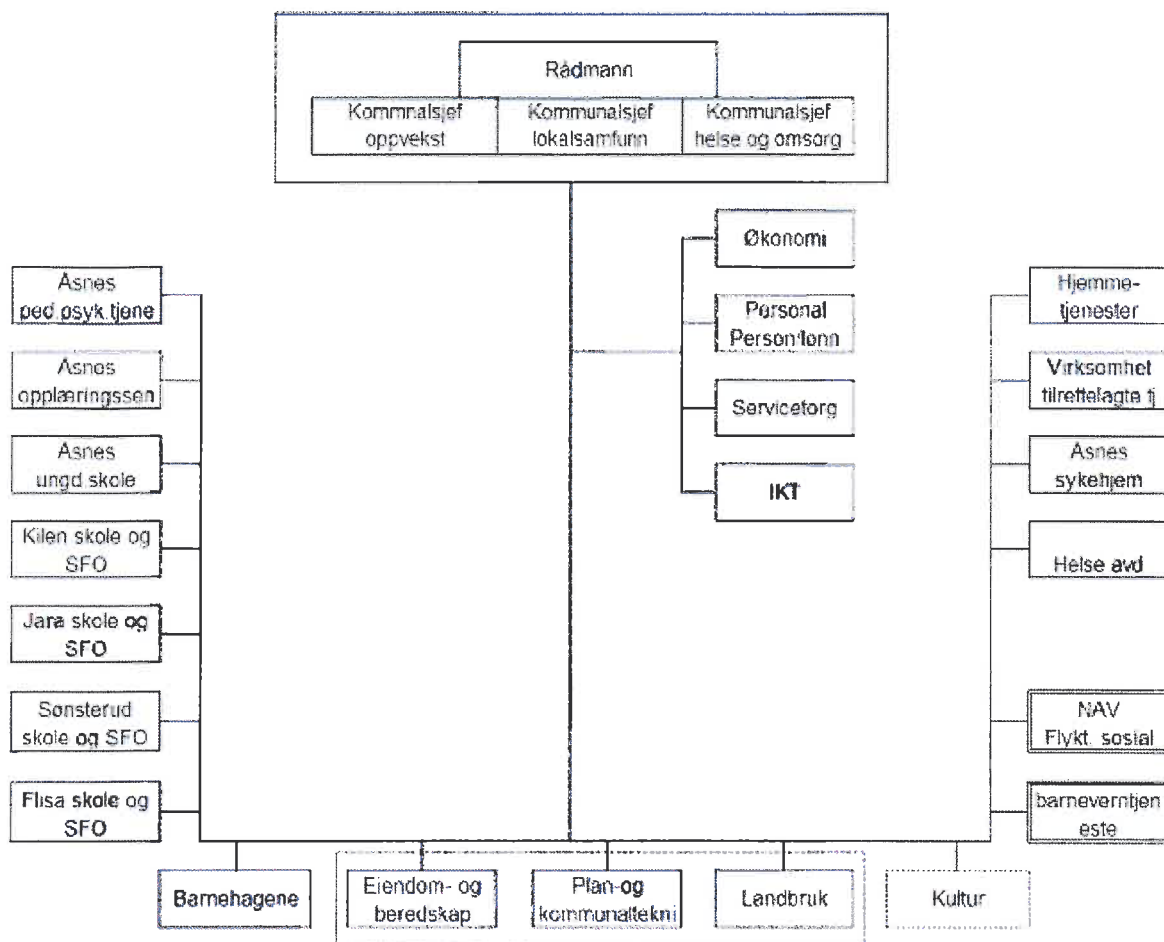 Rådmann
Kommnalsjef
oppvekst
Kommunalsjef
lokalsamfunn
Kommunalsjef
helse og omsorg
Økonomi
Personal
Person/lønn
Servicetorg
IKT
Åsnes
ped.psyk.tjene
Åsnes
opplæringssen
Åsnes
ungd.skole
Kilen skole og
SFO
Jara skole og
SFO
Sønsterud
skole og SFO
Flisa skole og
SFO
Hjemme-
tjenester
Virksomhet
tilrettelagte tj
Åsnes
sykehjem
Helse avd
NAV
Flykt. sosial
barneverntjen
este
Barnehagene
Eiendom- og
beredskap
Plan-og
kommunaltekni
Landbruk
Kultur